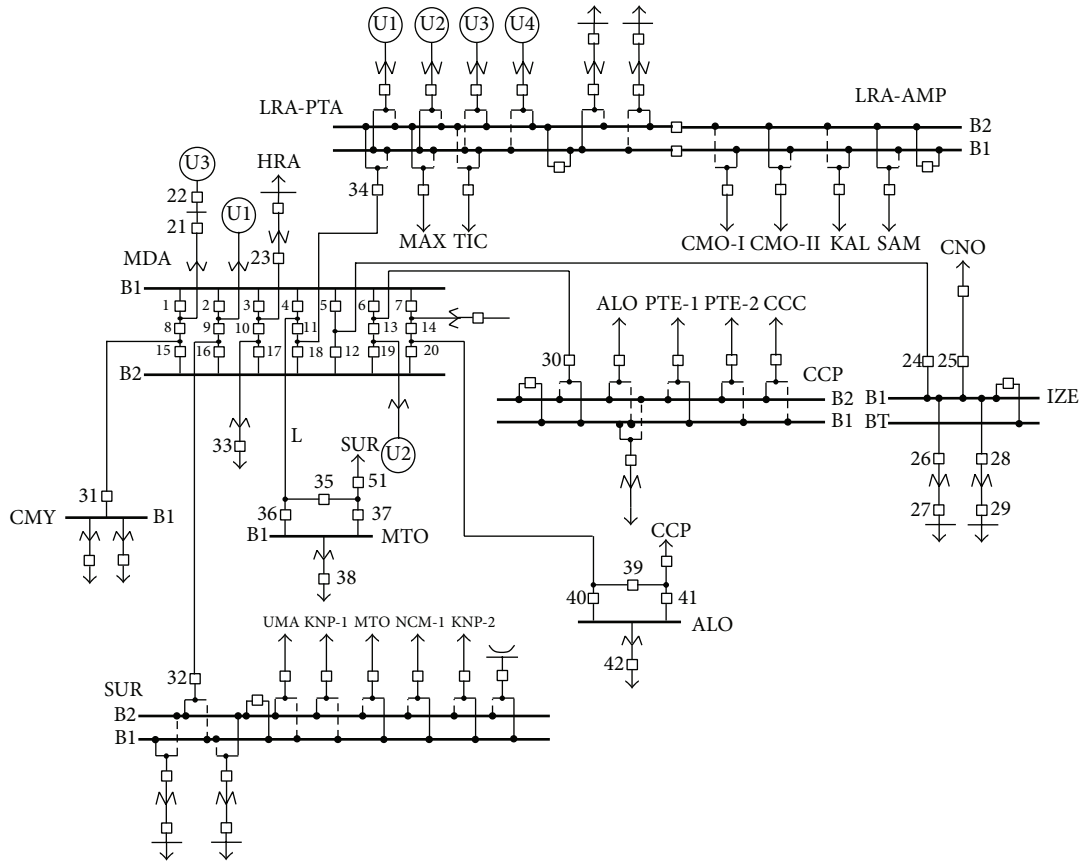 U1 U2 U3 U4
LRA-PTA LRA-AMP
B2
B1
U3 HRA
22 34
21 U1
MAX TIC CMO-I CMO-II KAL SAM
MDA 23 CNO
B1
1 2 3 4 5 6 7 ALO PTE-1 PTE-2 CCC
8 9 10 11 13 14
15 16 17 18 12 19 20 30 24 25
B2 CCP
B2 B1 IZE
B1 BT
L
33 SUR U2 26 28
31 35 51 27 29
CMY B1 36 37
B1 MTO CCP
38 39
40 41
UMA KNP-1 MTO NCM-1 KNP-2 ALO
42
32
SUR
B2
B1